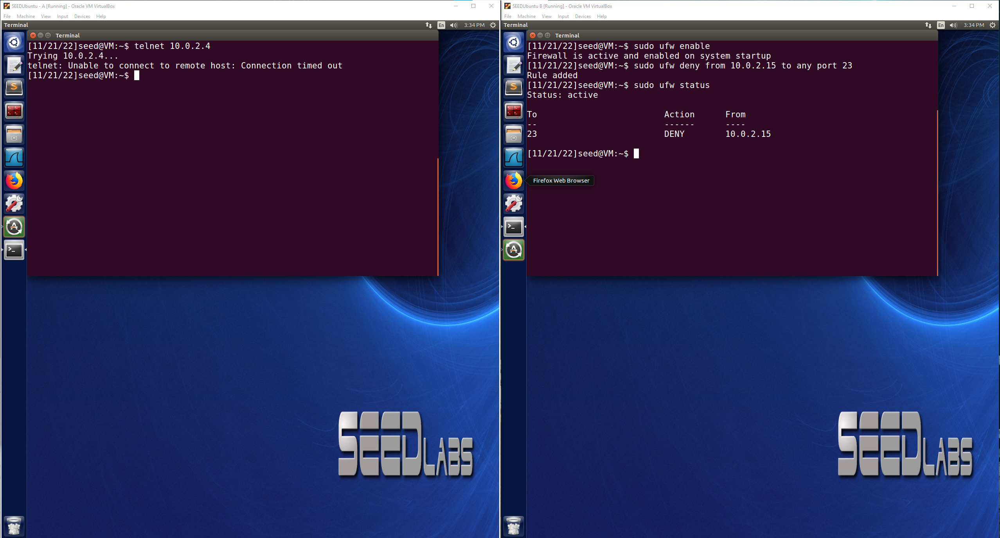 SEEDUbuntu - A [Running] - Oracle VM VirtualBox
File Machine View Input Devices Help
Terminal En 3:34 PM
Terminal
[11/21/22]seed@VM:~$ telnet 10.0.2.4
Trying 10.0.2.4...
telnet: Unable to connect to remote host: Connection timed out
[11/21/22]seed@VM:~$
SEEDLABS
SEEDUbuntu B [Running] - Oracle VM VirtualBox
File Machine View Input Devices Help
Terminal En 3:34 PM
Terminal
[11/21/22]seed@VM:~$ sudo ufw enable
Firewall is active and enabled on system startup
[11/21/22]seed@VM:~$ sudo ufw deny from 10.0.2.15 to any port 23
Rule added
[11/21/22]seed@VM:~$ sudo ufw status
Status: active
To Action From
-- ------ ----
23 DENY 10.0.2.15
[11/21/22]seed@VM:~$
Firefox Web Browser
SEEDLABS